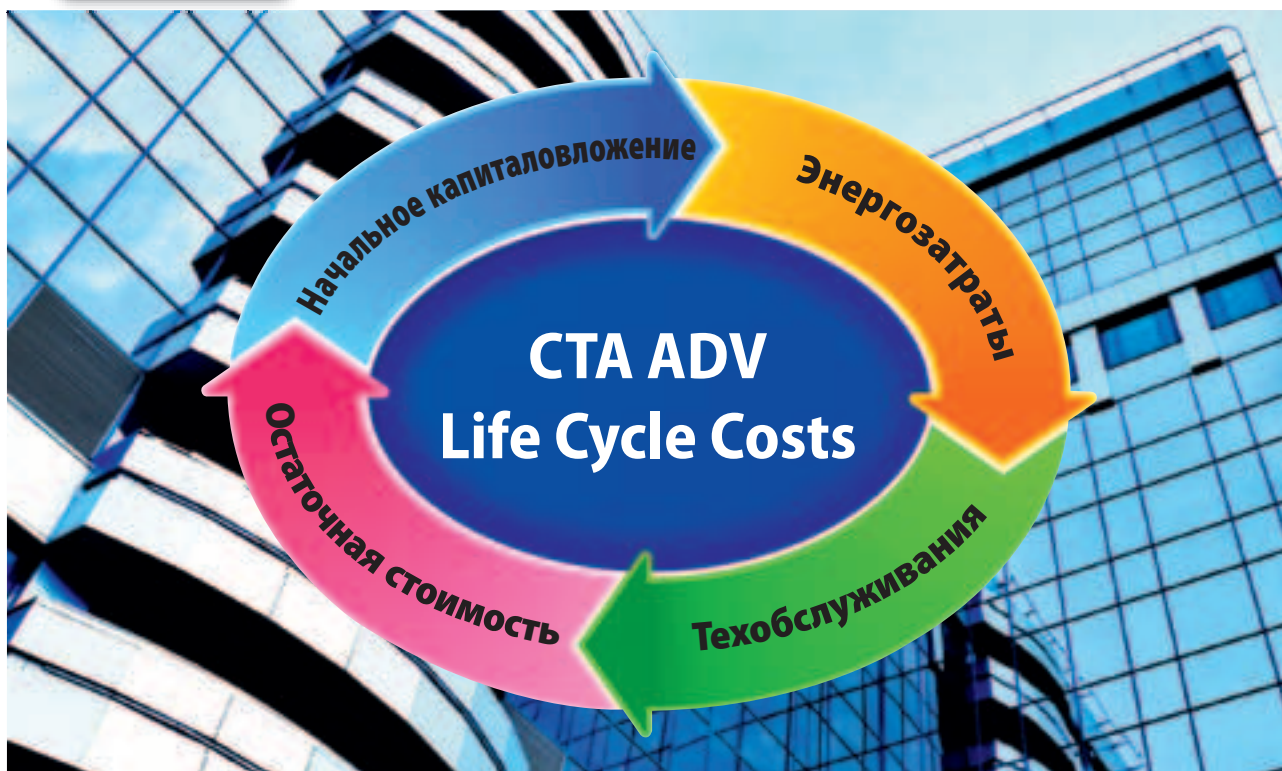 Начальное капиталовложение
Энергозатраты
Техобслуживания
Остаточная стоимость
CTA ADV
Life Cycle Costs